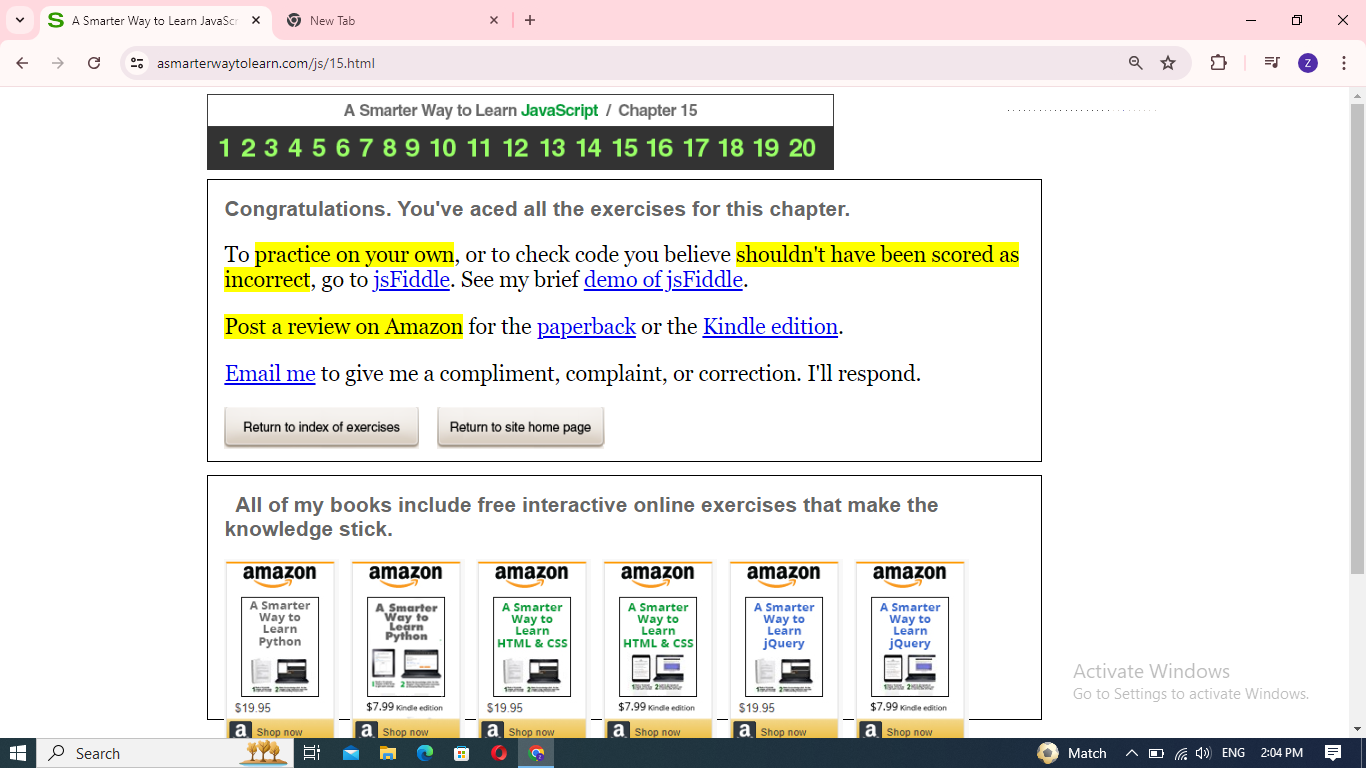 A Smarter Way to Learn JavaScr
New Tab
asmarterwaytolearn.com/js/15.html
Z
A Smarter Way to Learn JavaScript / Chapter 15
1 2 3 4 5 6 7 8 9 10 11 12 13 14 15 16 17 18 19 20
Congratulations. You've aced all the exercises for this chapter.
To practice on your own, or to check code you believe shouldn't have been scored as
incorrect, go to jsFiddle. See my brief demo of jsFiddle.
Post a review on Amazon for the paperback or the Kindle edition.
Email me to give me a compliment, complaint, or correction. I'll respond.
Return to index of exercises
Return to site home page
All of my books include free interactive online exercises that make the
knowledge stick.
amazon amazon amazon amazon amazon amazon
A Smarter Way to Learn Python
A Smarter Way to Learn Python
A Smarter Way to Learn HTML & CSS
A Smarter Way to Learn HTML & CSS
A Smarter Way to Learn jQuery
A Smarter Way to Learn jQuery
$19.95 $7.99 Kindle edition $19.95 $7.99 Kindle edition $19.95 $7.99 Kindle edition
a Shop now a Shop now a Shop now a Shop now a Shop now a Shop now
Activate Windows
Go to Settings to activate Windows.
Search
Match
ENG
2:04 PM